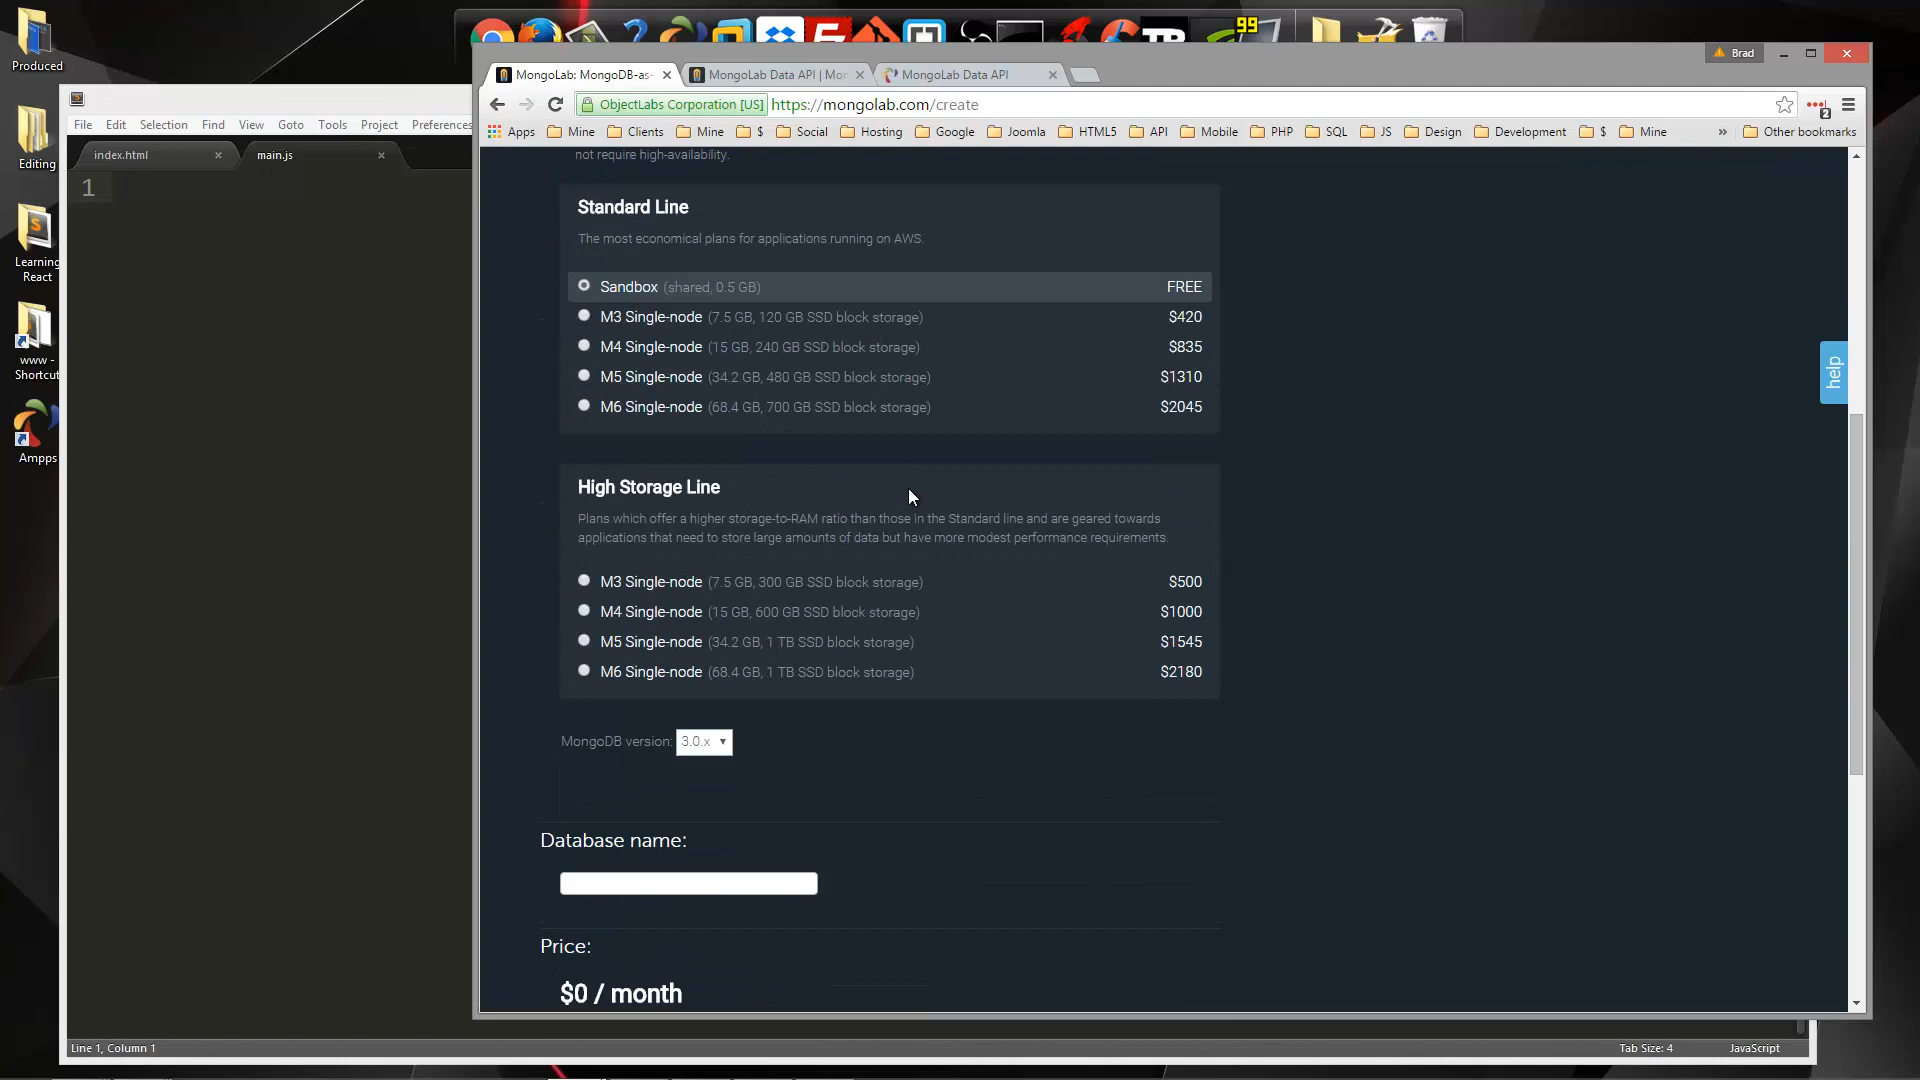 99
Produced
Editing
Learning
React
www -
Shortcut
Ampps
File Edit Selection Find View Goto Tools Project Preferences
index.html
main.js
1
Line 1, Column 1
Tab Size: 4
JavaScript
Brad
MongoLab: MongoDB-as-
MongoLab Data API | Mon
MongoLab Data API
ObjectLabs Corporation [US]
https://mongolab.com/create
2
Apps Mine Clients Mine $ Social Hosting Google Joomla HTML5 API Mobile PHP SQL JS Design Development $ Mine » Other bookmarks
not require high-availability.
Standard Line
The most economical plans for applications running on AWS.
Sandbox (shared, 0.5 GB) FREE
M3 Single-node (7.5 GB, 120 GB SSD block storage) $420
M4 Single-node (15 GB, 240 GB SSD block storage) $835
M5 Single-node (34.2 GB, 480 GB SSD block storage) $1310
M6 Single-node (68.4 GB, 700 GB SSD block storage) $2045
High Storage Line
Plans which offer a higher storage-to-RAM ratio than those in the Standard line and are geared towards
applications that need to store large amounts of data but have more modest performance requirements.
M3 Single-node (7.5 GB, 300 GB SSD block storage) $500
M4 Single-node (15 GB, 600 GB SSD block storage) $1000
M5 Single-node (34.2 GB, 1 TB SSD block storage) $1545
M6 Single-node (68.4 GB, 1 TB SSD block storage) $2180
MongoDB version: 3.0.x
Database name:
Price:
$0 / month
help